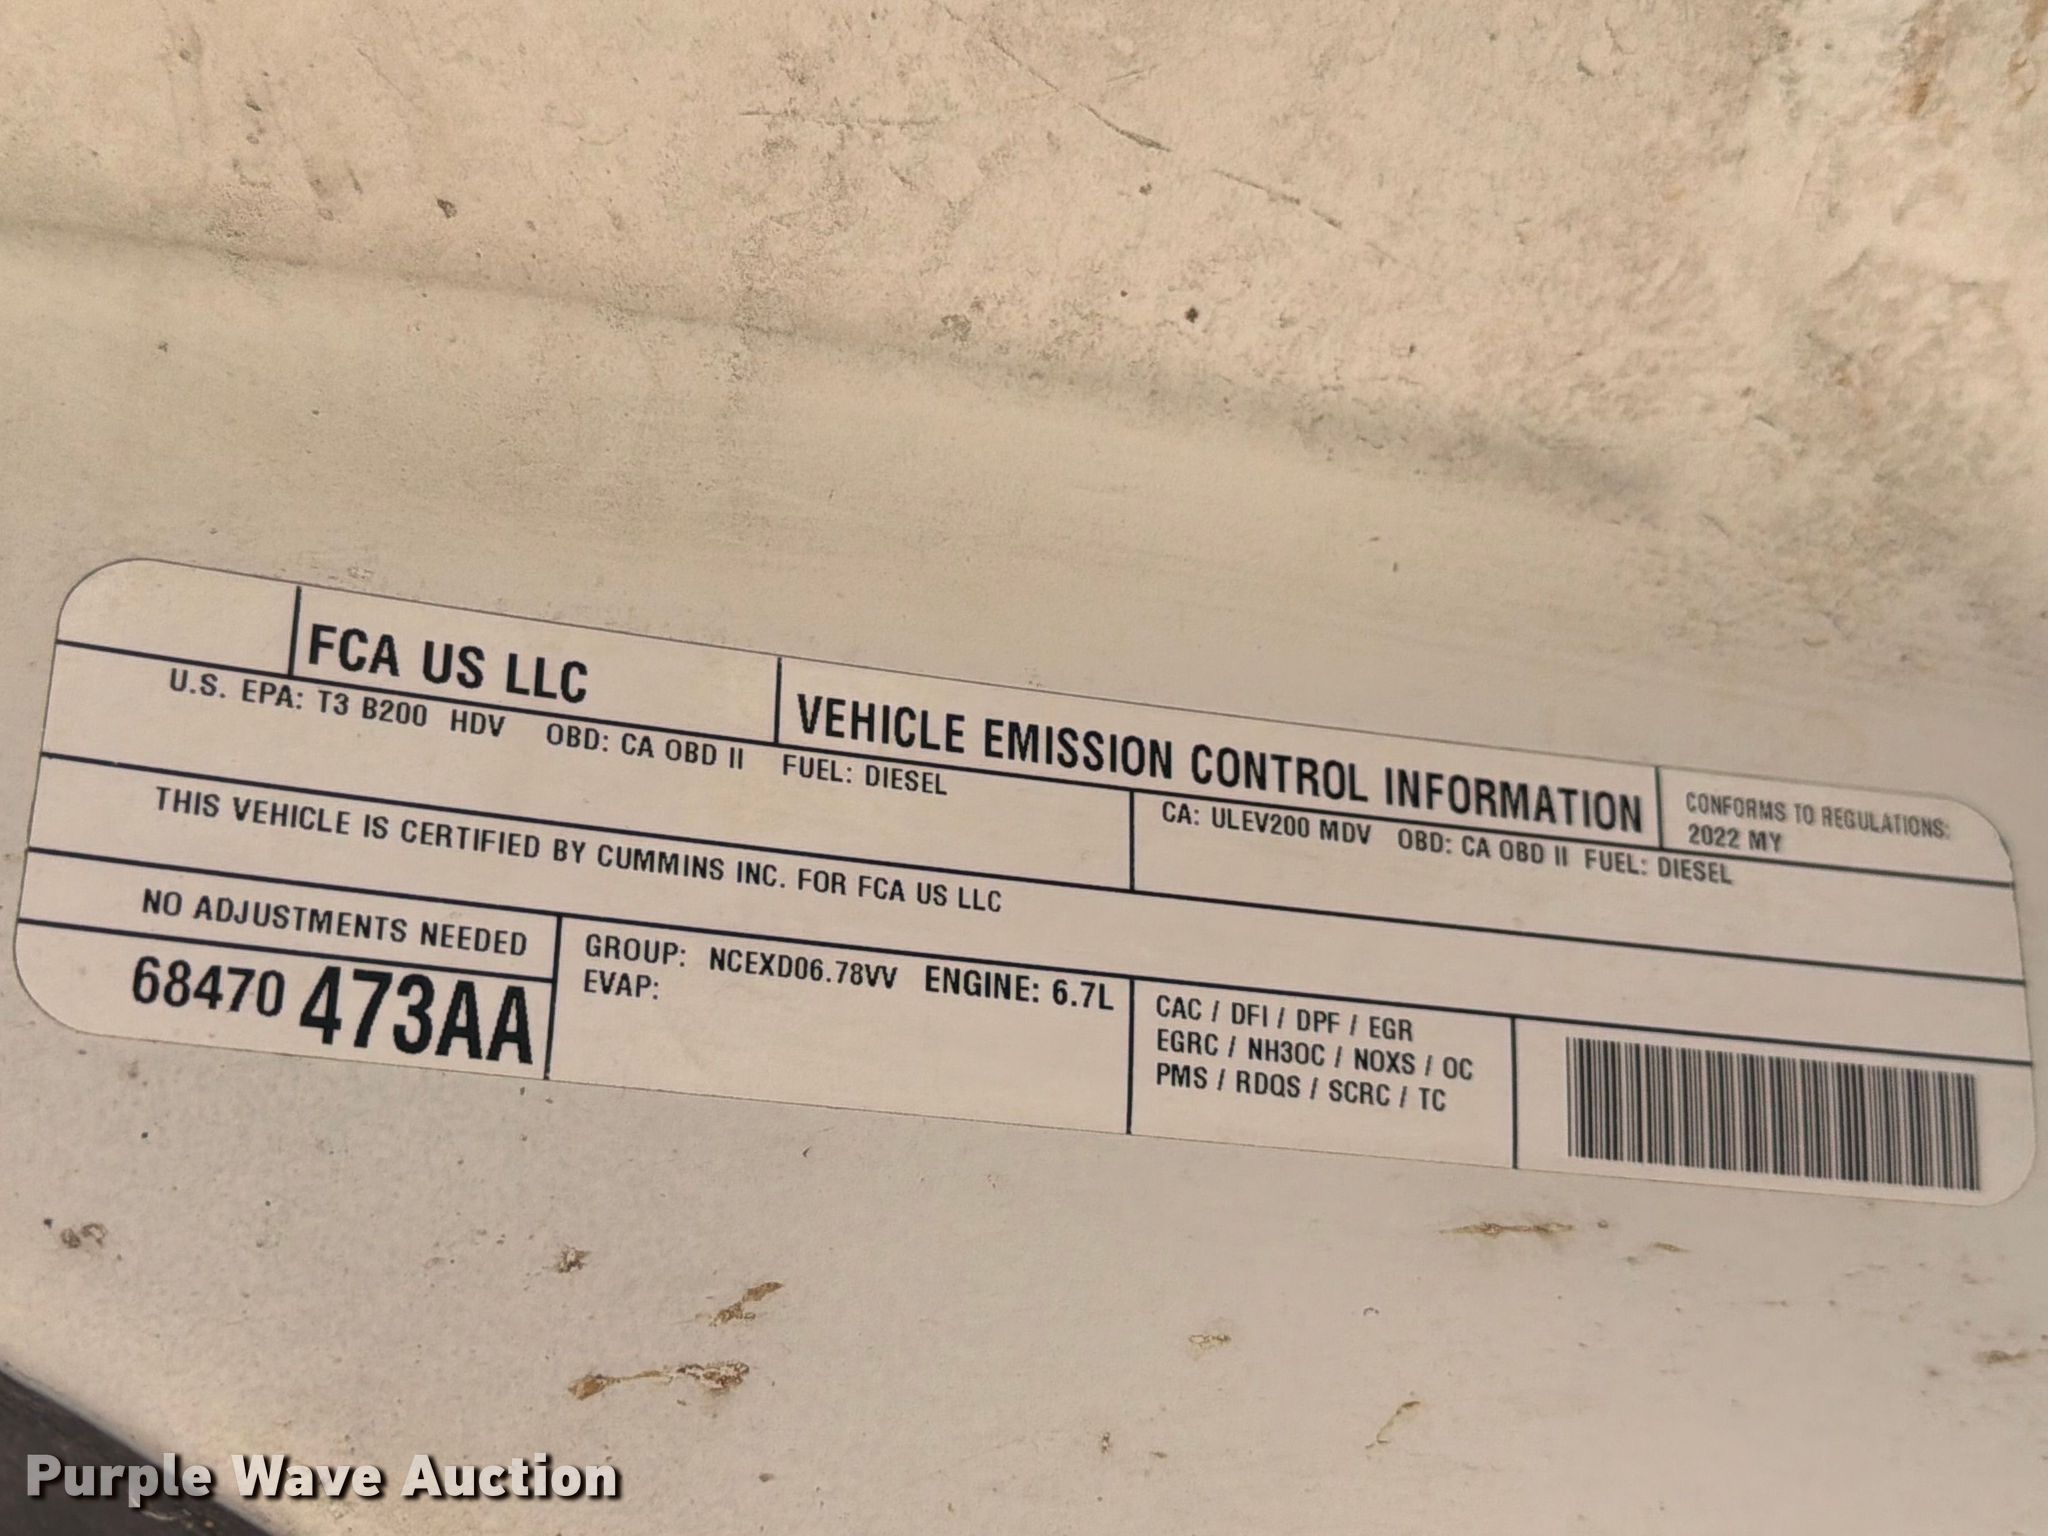 FCA US LLC
VEHICLE EMISSION CONTROL INFORMATION
CONFORMS TO REGULATIONS:
2022 MY
U.S. EPA: T3 B200 HDV OBD: CA OBD II FUEL: DIESEL
CA: ULEV200 MDV OBD: CA OBD II FUEL: DIESEL
THIS VEHICLE IS CERTIFIED BY CUMMINS INC. FOR FCA US LLC
NO ADJUSTMENTS NEEDED
68470 473AA
GROUP: NCEXD06.78VV ENGINE: 6.7L
EVAP:
CAC / DFI / DPF / EGR
EGRC / NH3OC / NOXS / OC
PMS / RDQS / SCRC / TC
Purple Wave Auction